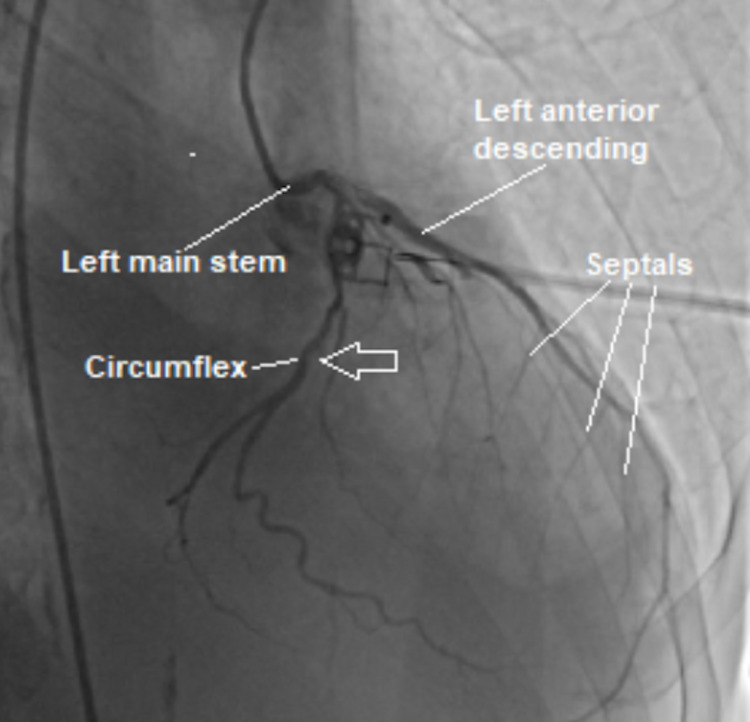 Left anterior
descending
Left main stem
Septals
Circumflex